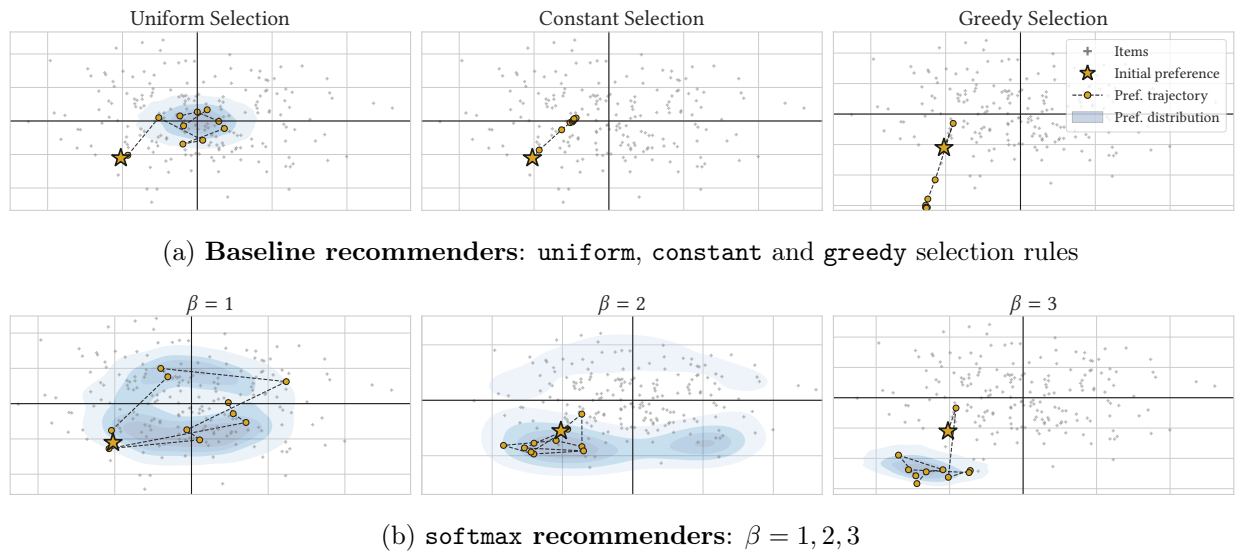 Uniform Selection
Constant Selection
Greedy Selection
Items
Initial preference
Pref. trajectory
Pref. distribution
(a) Baseline recommenders: uniform, constant and greedy selection rules
β = 1
β = 2
β = 3
(b) softmax recommenders: β = 1, 2, 3